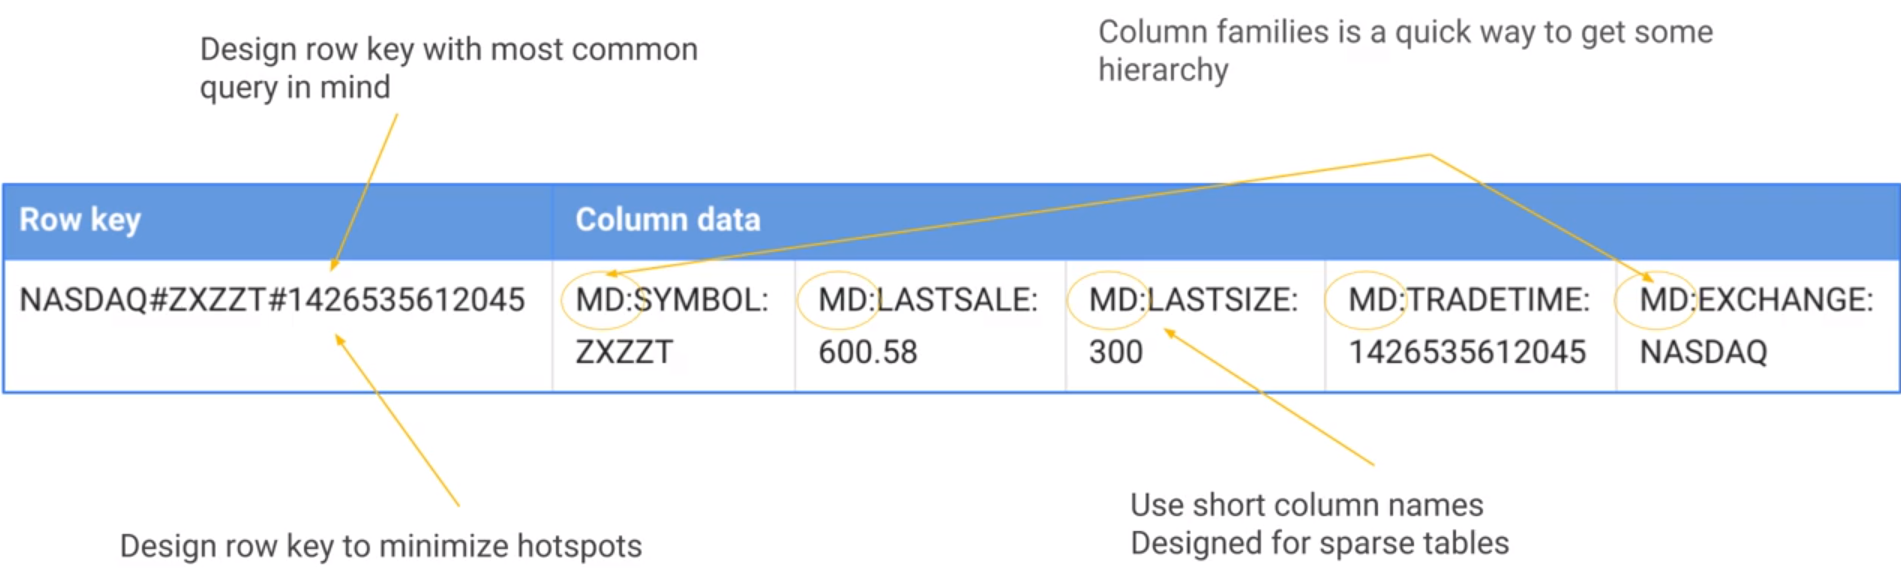 Design row key with most common
query in mind
Column families is a quick way to get some
hierarchy
Row key
Column data
NASDAQ#ZXZZT#1426535612045
MD:SYMBOL:
ZXZZT
MD:LASTSALE:
600.58
MD:LASTSIZE:
300
MD:TRADETIME:
1426535612045
MD:EXCHANGE:
NASDAQ
Design row key to minimize hotspots
Use short column names
Designed for sparse tables